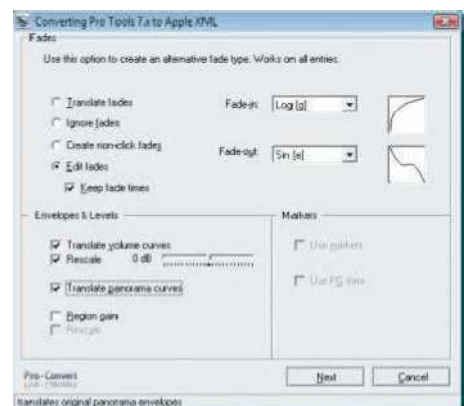 Converting Pro Tools 7.x to Apple XML
Fades
Use this option to create an alternative fade type. Works on all entries.
Translate fades
Fade-in: Log [g]
Ignore fades
Create non-click fades
Fade-out: Sin [e]
Edit fades
Keep fade times
Envelopes & Levels
Markers
Translate volume curves
Use markers
Rescale 0 dB
Translate panorama curves
Use PQ data
Region gain
Rescale
Pro-Convert
Next
Cancel
translates original panorama envelopes